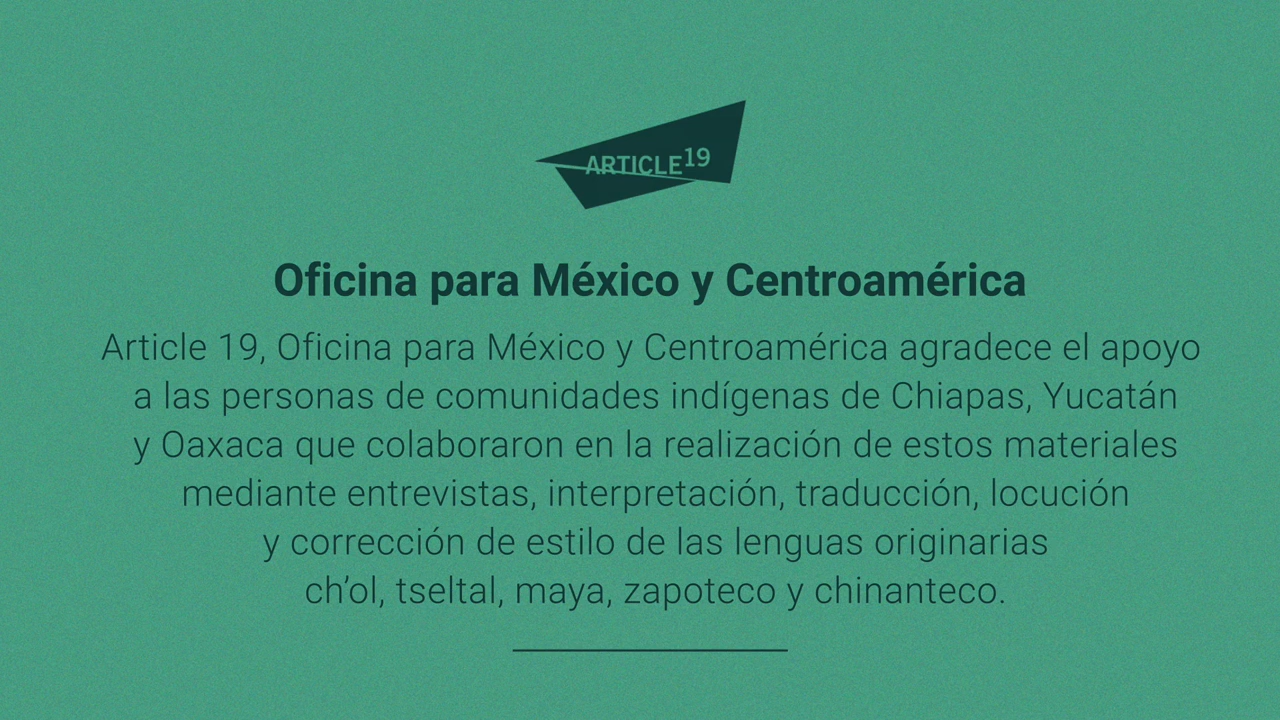 ARTICLE19
Oficina para México y Centroamérica
Article 19, Oficina para México y Centroamérica agradece el apoyo
a las personas de comunidades indígenas de Chiapas, Yucatán
y Oaxaca que colaboraron en la realización de estos materiales
mediante entrevistas, interpretación, traducción, locución
y corrección de estilo de las lenguas originarias
ch’ol, tseltal, maya, zapoteco y chinanteco.